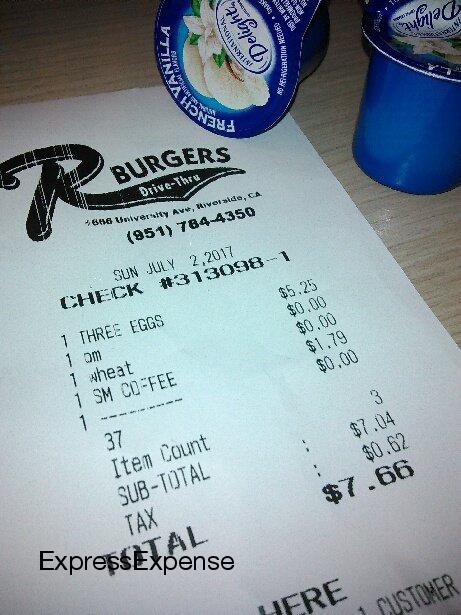 INTERNATIONAL
Delight
FRENCH VANILLA
NO REFRIGERATION NEEDED
R BURGERS
Drive-Thru
University Ave, Riverside, CA
(951) 784-4350
SUN JULY 2,2017
CHECK #313098-1
1 THREE EGGS $5.25
1 om $0.00
1 wheat $0.00
1 SM COFFEE $1.79
1 --------- $0.00
37
Item Count 3
SUB-TOTAL : $7.04
TAX : $0.62
TOTAL $7.66
HERE
1 CUSTOMER
ExpressExpense